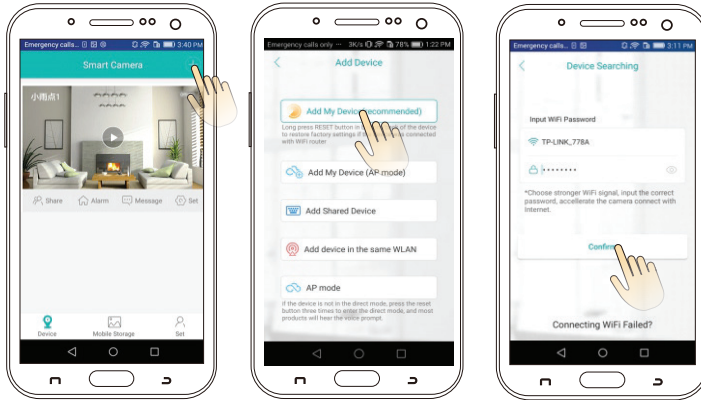 Emergency calls...
3:40 PM
Smart Camera
小雨点1
Share
Alarm
Message
Set
Device
Mobile Storage
Set
Emergency calls only ··· 3K/s 78% 1:22 PM
Add Device
Add My Device (recommended)
Long press RESET button in the of the device
to restore factory settings if connected
with WiFi router
Add My Device (AP mode)
Add Shared Device
Add device in the same WLAN
AP mode
If the device is not in the direct mode, press the reset
button three times to enter the direct mode, and most
products will hear the voice prompt.
Emergency calls...
3:11 PM
Device Searching
Input WiFi Password
TP-LINK_778A
········
*Choose stronger WiFi signal, input the correct
password, accellerate the camera connect with
Internet.
Confirm
Connecting WiFi Failed?